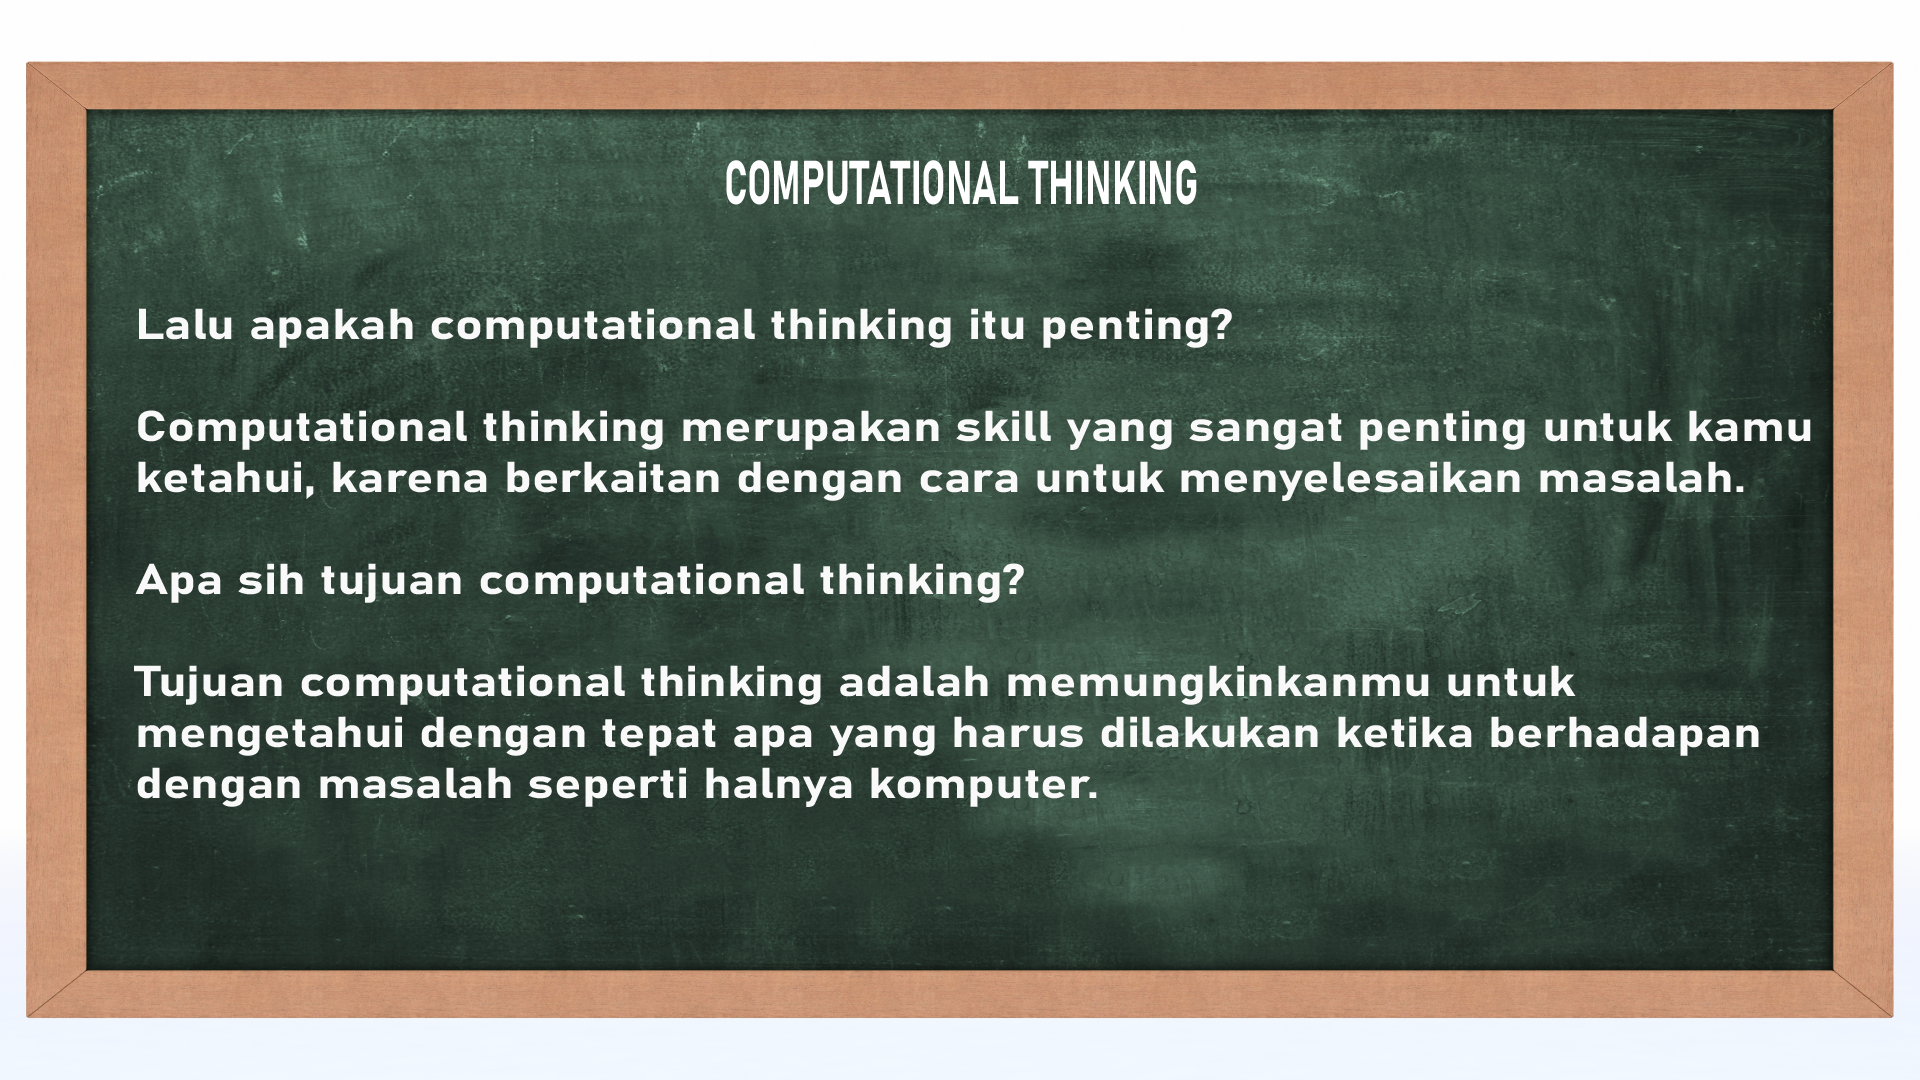 COMPUTATIONAL THINKING
Lalu apakah computational thinking itu penting?
Computational thinking merupakan skill yang sangat penting untuk kamu
ketahui, karena berkaitan dengan cara untuk menyelesaikan masalah.
Apa sih tujuan computational thinking?
Tujuan computational thinking adalah memungkinkanmu untuk
mengetahui dengan tepat apa yang harus dilakukan ketika berhadapan
dengan masalah seperti halnya komputer.